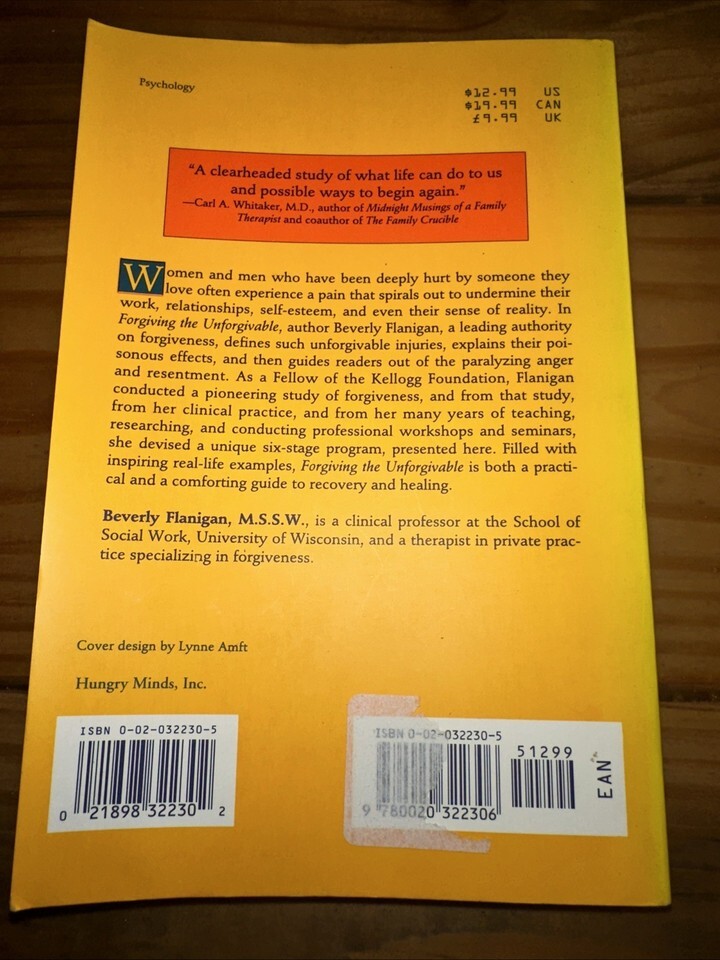 Psychology
$12.99 US
$19.99 CAN
£9.99 UK
“A clearheaded study of what life can do to us
and possible ways to begin again.”
—Carl A. Whitaker, M.D., author of Midnight Musings of a Family
Therapist and coauthor of The Family Crucible
Women and men who have been deeply hurt by someone they
love often experience a pain that spirals out to undermine their
work, relationships, self-esteem, and even their sense of reality. In
Forgiving the Unforgivable, author Beverly Flanigan, a leading authority
on forgiveness, defines such unforgivable injuries, explains their poi-
sonous effects, and then guides readers out of the paralyzing anger
and resentment. As a Fellow of the Kellogg Foundation, Flanigan
conducted a pioneering study of forgiveness, and from that study,
from her clinical practice, and from her many years of teaching,
researching, and conducting professional workshops and seminars,
she devised a unique six-stage program, presented here. Filled with
inspiring real-life examples, Forgiving the Unforgivable is both a practi-
cal and a comforting guide to recovery and healing.
Beverly Flanigan, M.S.S.W., is a clinical professor at the School of
Social Work, University of Wisconsin, and a therapist in private prac-
tice specializing in forgiveness.
Cover design by Lynne Amft
Hungry Minds, Inc.
ISBN 0-02-032230-5
0 21898 32230 2
ISBN 0-02-032230-5
51299
EAN
9 780020 322306